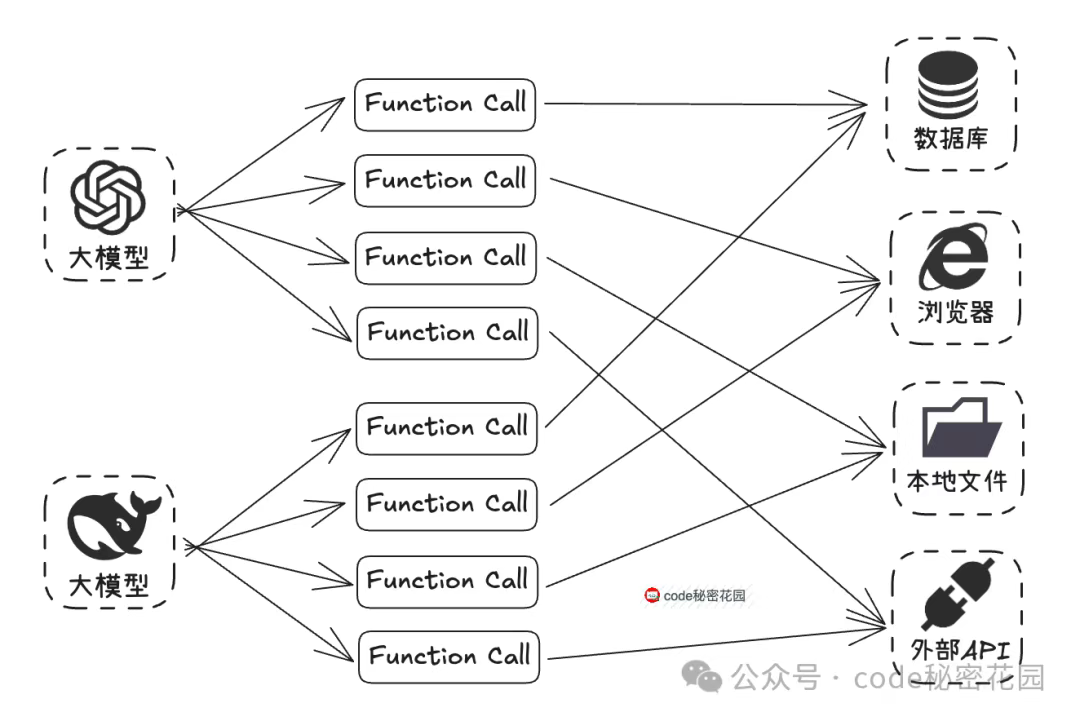 大模型
Function Call
Function Call
Function Call
Function Call
大模型
Function Call
Function Call
Function Call
Function Call
数据库
浏览器
本地文件
外部API
code秘密花园
公众号 · code秘密花园